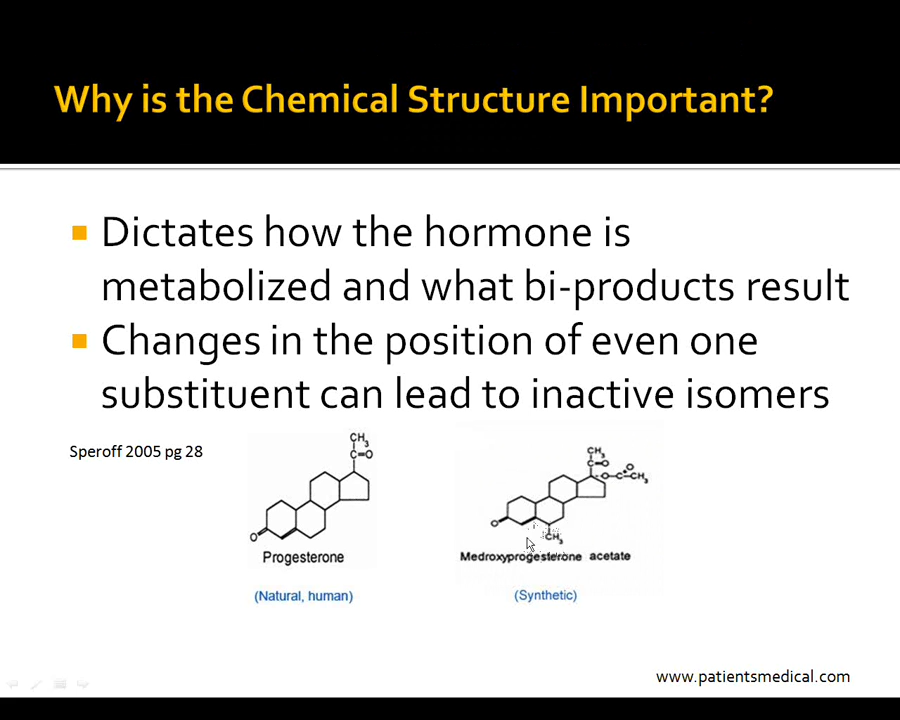 Why is the Chemical Structure Important?
Dictates how the hormone is
metabolized and what bi-products result
Changes in the position of even one
substituent can lead to inactive isomers
Speroff 2005 pg 28
CH3
C=O
O
Progesterone
(Natural, human)
CH3
C=O
O-C-CH3
O
O
CH3
Medroxyprogesterone acetate
(Synthetic)
www.patientsmedical.com